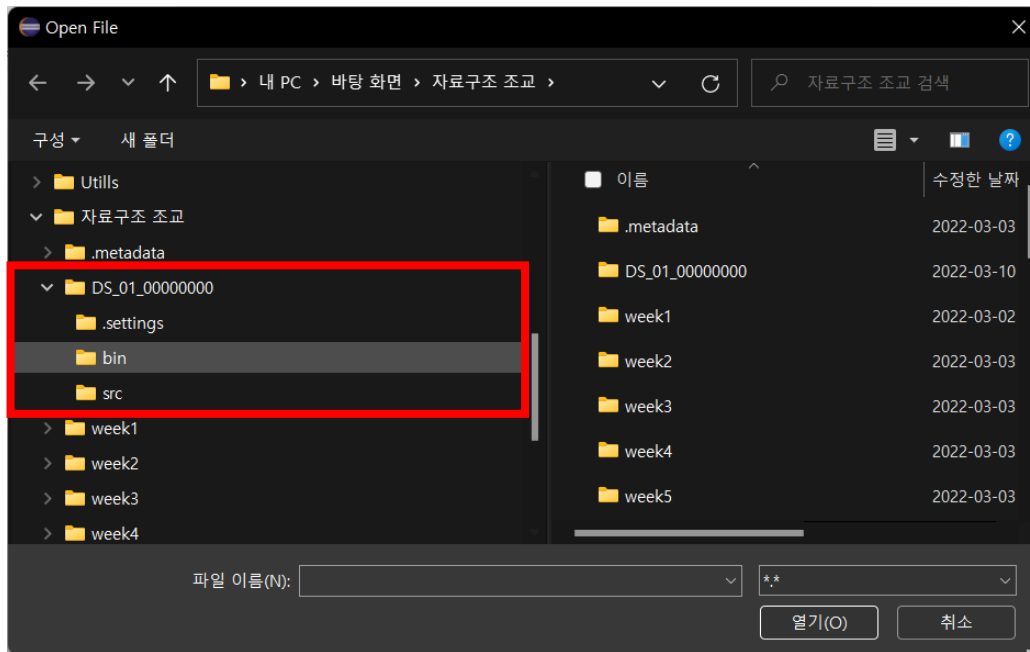 Open File
내 PC > 바탕 화면 > 자료구조 조교 >
자료구조 조교 검색
구성
새 폴더
Utills
자료구조 조교
.metadata
DS_01_00000000
.settings
bin
src
week1
week2
week3
week4
이름 수정한 날짜
.metadata 2022-03-03
DS_01_00000000 2022-03-10
week1 2022-03-02
week2 2022-03-03
week3 2022-03-03
week4 2022-03-03
week5 2022-03-03
파일 이름(N):
*.*
열기(O)
취소